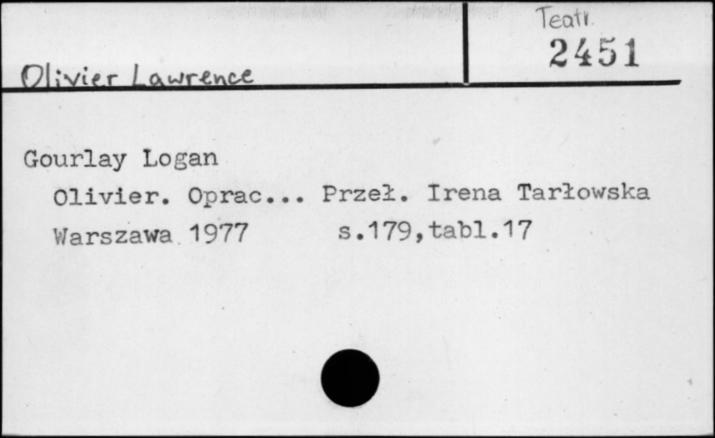 Teatr.
2451
Olivier Lawrence
Gourlay Logan
Olivier. Oprac... Przeł. Irena Tarłowska
Warszawa 1977 s.179,tabl.17